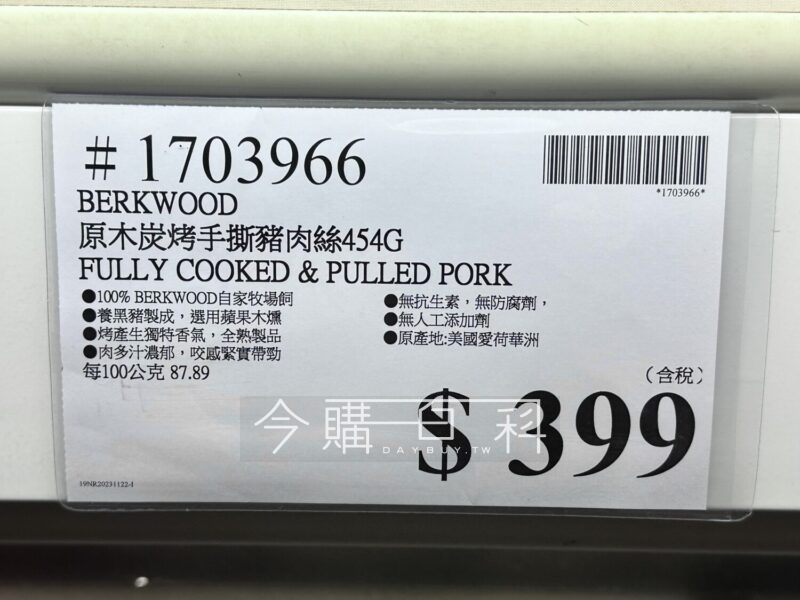 # 1703966
*1703966*
BERKWOOD
原木炭烤手撕豬肉絲454G
FULLY COOKED & PULLED PORK
●100% BERKWOOD自家牧場飼
●養黑豬製成，選用蘋果木燻
●烤產生獨特香氣，全熟製品
●肉多汁濃郁，咬感緊實帶勁
●無抗生素，無防腐劑，
●無人工添加劑
●原產地:美國愛荷華洲
每100公克 87.89
（含稅）
$ 399
今購百科
DAYBUY.TW
19NR20231122-1